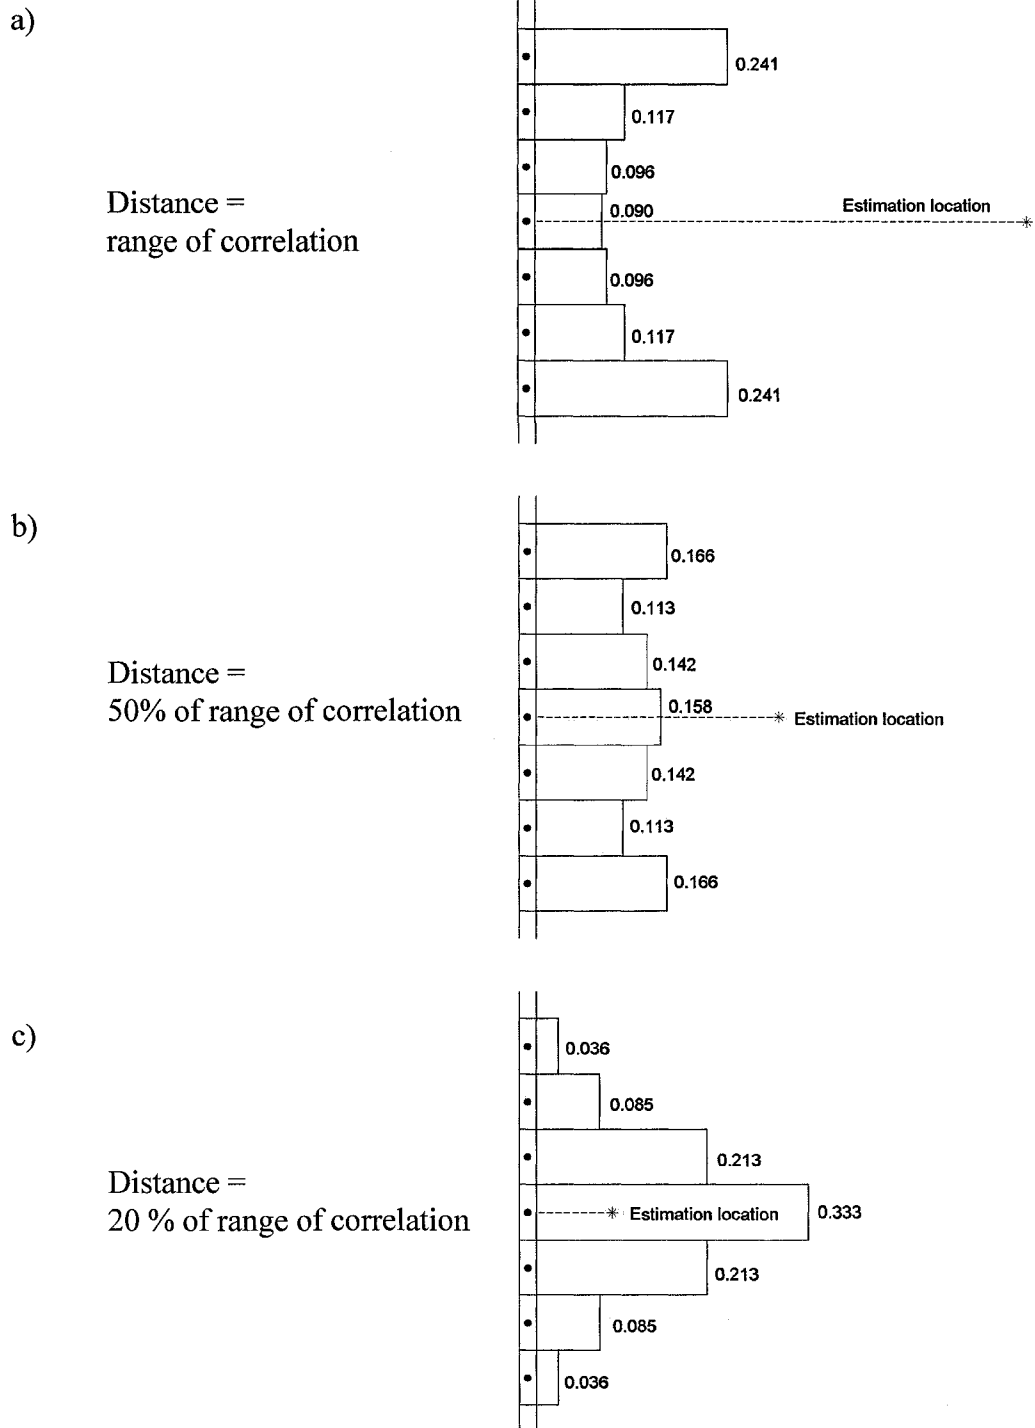 a)
0.241
0.117
0.096
Distance =
range of correlation
0.090
Estimation location
0.096
0.117
0.241
b)
0.166
0.113
0.142
Distance =
50% of range of correlation
0.158
Estimation location
0.142
0.113
0.166
c)
0.036
0.085
0.213
Distance =
20 % of range of correlation
Estimation location
0.333
0.213
0.085
0.036